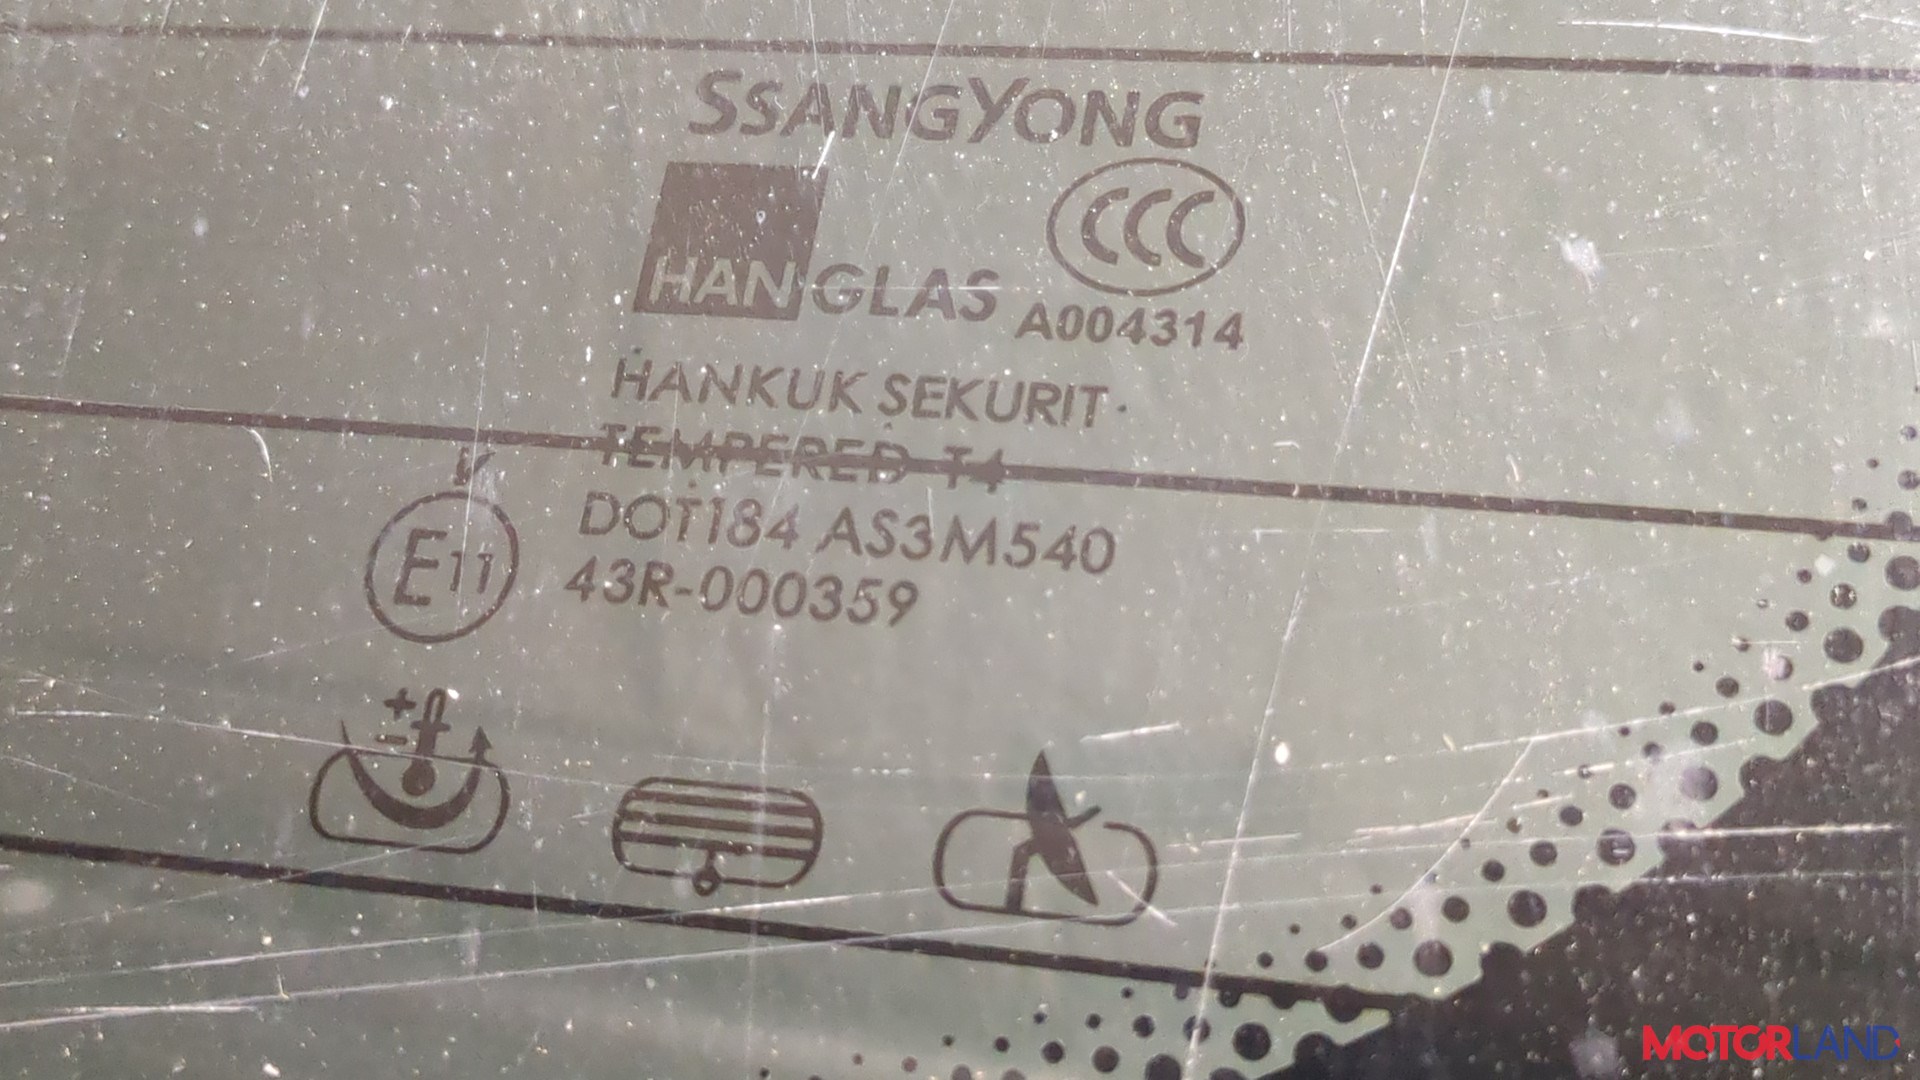 SSANGYONG
CCC
HANGLAS
A004314
HANKUK SEKURIT
TEMPERED T4
DOT184 AS3M540
E11
43R-000359
+
-
MOTORLAND